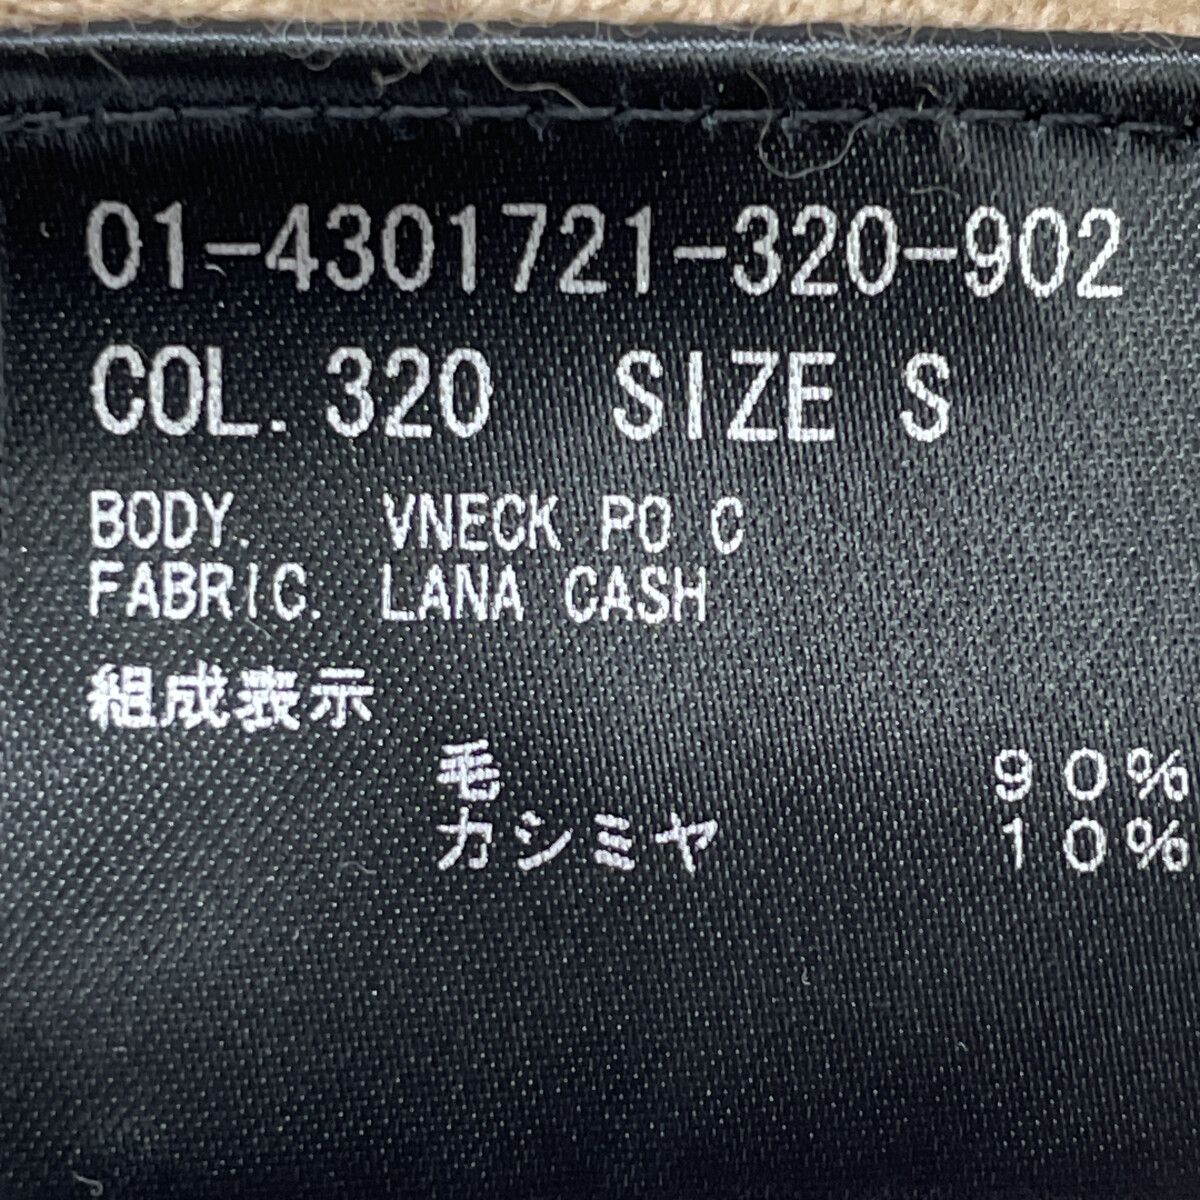 01-4301721-320-902
COL. 320 SIZE S
BODY. VNECK PO C
FABRIC. LANA CASH
組成表示
毛 90%
カシミヤ 10%